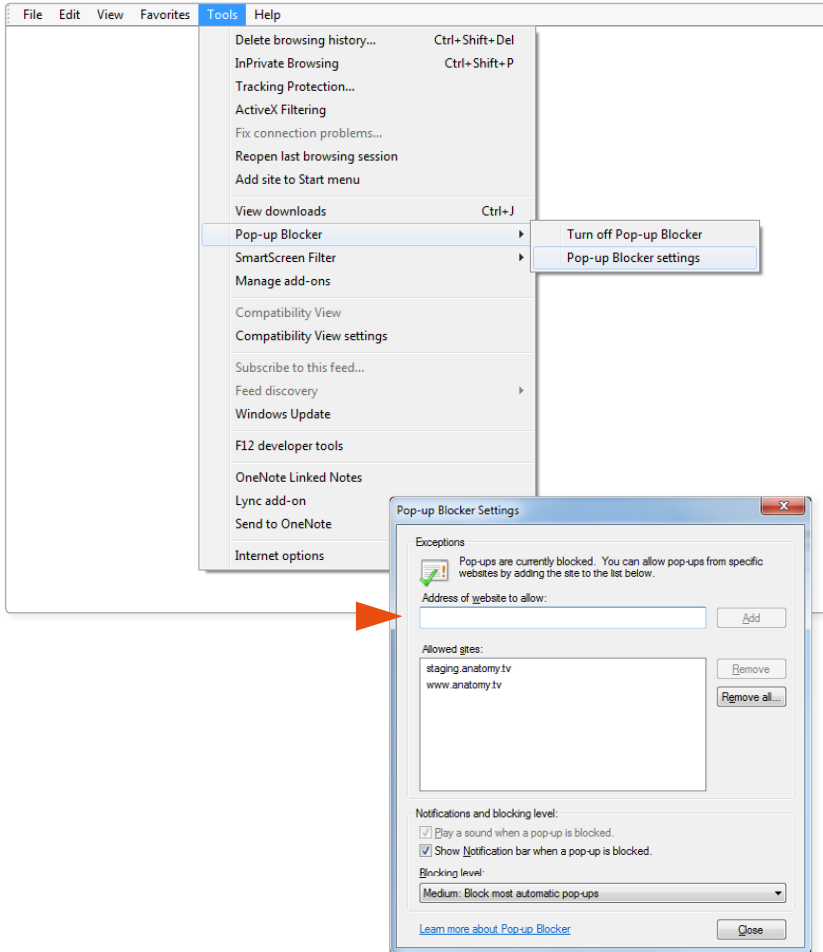 File Edit View Favorites Tools Help
Delete browsing history... Ctrl+Shift+Del
InPrivate Browsing Ctrl+Shift+P
Tracking Protection...
ActiveX Filtering
Fix connection problems...
Reopen last browsing session
Add site to Start menu
View downloads Ctrl+J
Pop-up Blocker
Turn off Pop-up Blocker
Pop-up Blocker settings
SmartScreen Filter
Manage add-ons
Compatibility View
Compatibility View settings
Subscribe to this feed...
Feed discovery
Windows Update
F12 developer tools
OneNote Linked Notes
Lync add-on
Send to OneNote
Internet options
Pop-up Blocker Settings
Exceptions
Pop-ups are currently blocked. You can allow pop-ups from specific
websites by adding the site to the list below.
Address of website to allow:
Add
Allowed sites:
staging.anatomy.tv
www.anatomy.tv
Remove
Remove all...
Notifications and blocking level:
Play a sound when a pop-up is blocked.
Show Notification bar when a pop-up is blocked.
Blocking level:
Medium: Block most automatic pop-ups
Learn more about Pop-up Blocker
Close